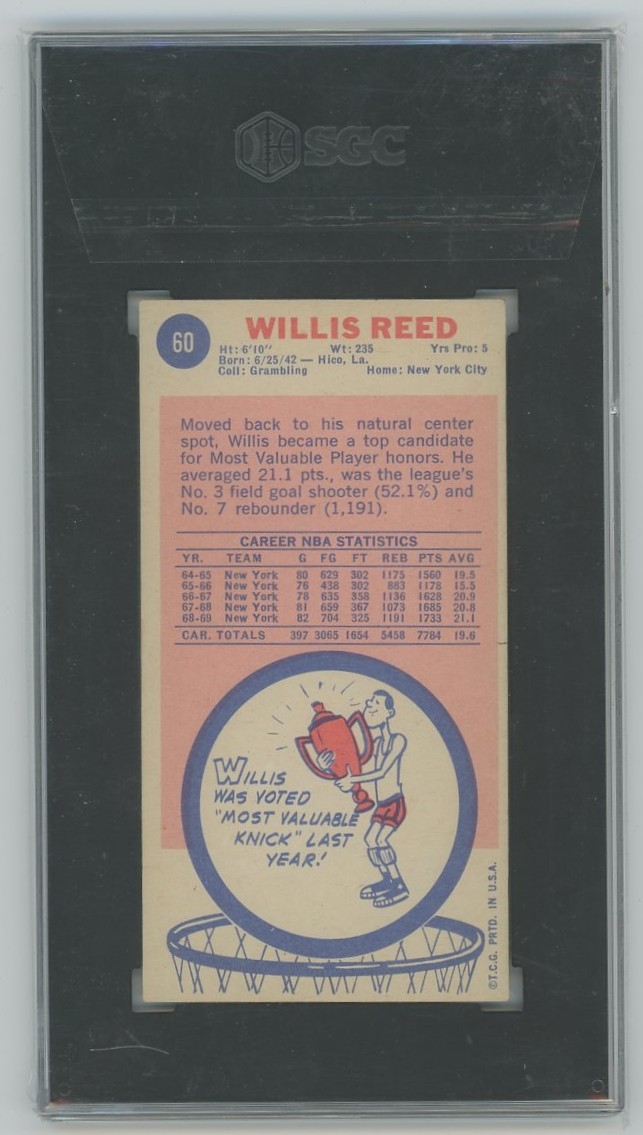 SGC
60
WILLIS REED
Ht: 6'10" Wt: 235 Yrs Pro: 5
Born: 6/25/42 — Hico, La.
Coll: Grambling Home: New York City
Moved back to his natural center
spot, Willis became a top candidate
for Most Valuable Player honors. He
averaged 21.1 pts., was the league's
No. 3 field goal shooter (52.1%) and
No. 7 rebounder (1,191).
CAREER NBA STATISTICS
YR. TEAM G FG FT REB PTS AVG
64-65 New York 80 629 302 1175 1560 19.5
65-66 New York 76 438 302 883 1178 15.5
66-67 New York 78 635 358 1136 1628 20.9
67-68 New York 81 659 367 1073 1685 20.8
68-69 New York 82 704 325 1191 1733 21.1
CAR. TOTALS 397 3065 1654 5458 7784 19.6
WILLIS
WAS VOTED
"MOST VALUABLE
KNICK" LAST
YEAR!
©T.C.G. PRTD. IN U.S.A.